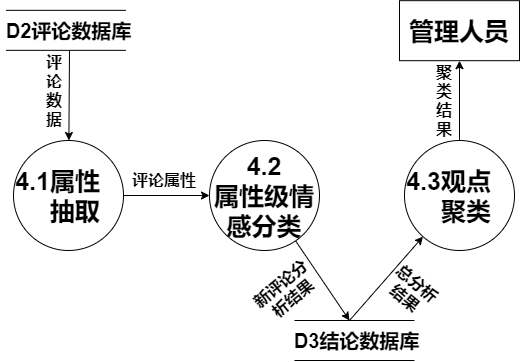 D2评论数据库
管理人员
评论数据
聚类结果
4.1属性
抽取
评论属性
4.2
属性级情
感分类
4.3观点
聚类
新评论分
析结果
总分析
结果
D3结论数据库